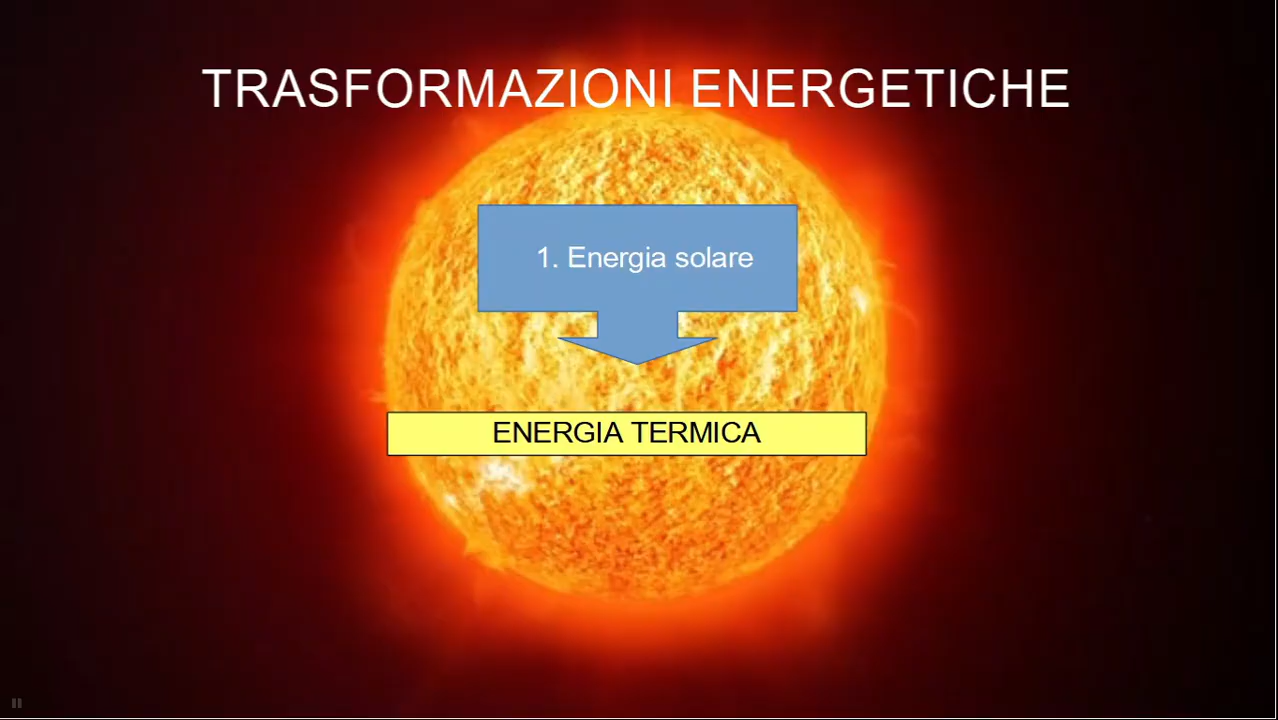 TRASFORMAZIONI ENERGETICHE
1. Energia solare
ENERGIA TERMICA